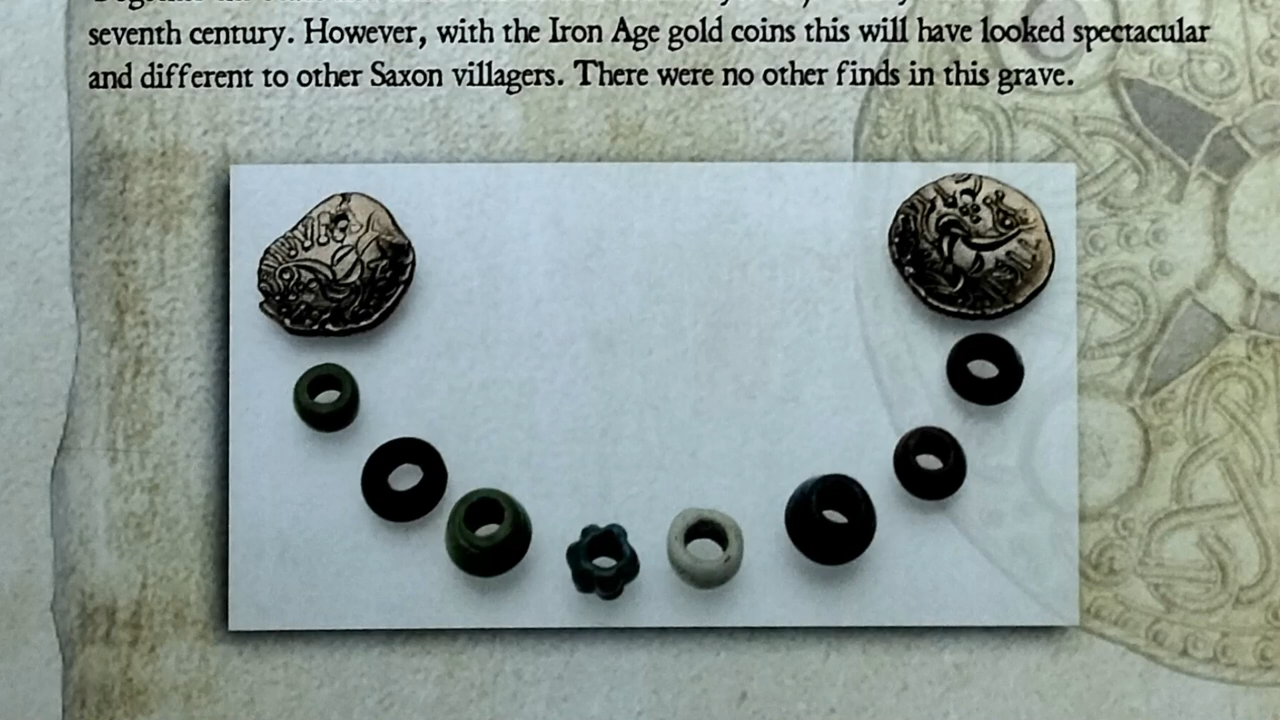 seventh century. However, with the Iron Age gold coins this will have looked spectacular
and different to other Saxon villagers. There were no other finds in this grave.